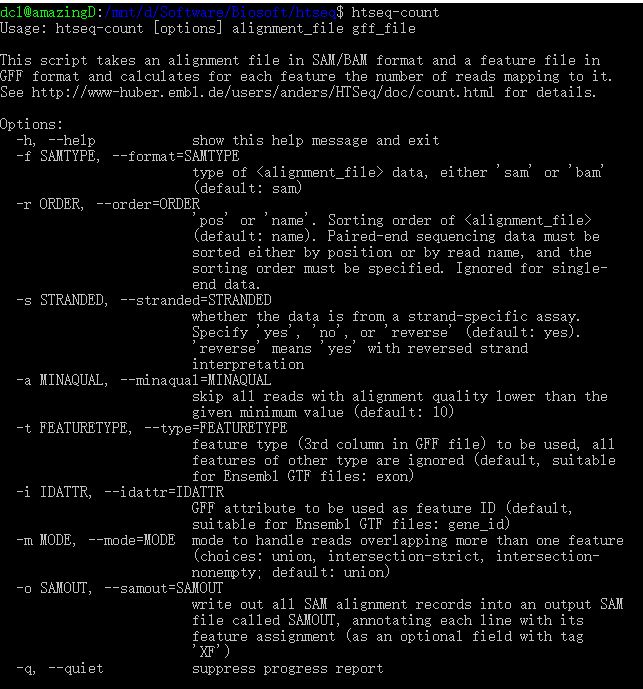 dcl@amazingD:/mnt/d/Software/Biosoft/htseq$ htseq-count
Usage: htseq-count [options] alignment_file gff_file

This script takes an alignment file in SAM/BAM format and a feature file in
GFF format and calculates for each feature the number of reads mapping to it.
See http://www-huber.embl.de/users/anders/HTSeq/doc/count.html for details.

Options:
  -h, --help            show this help message and exit
  -f SAMTYPE, --format=SAMTYPE
                        type of <alignment_file> data, either 'sam' or 'bam'
                        (default: sam)
  -r ORDER, --order=ORDER
                        'pos' or 'name'. Sorting order of <alignment_file>
                        (default: name). Paired-end sequencing data must be
                        sorted either by position or by read name, and the
                        sorting order must be specified. Ignored for single-
                        end data.
  -s STRANDED, --stranded=STRANDED
                        whether the data is from a strand-specific assay.
                        Specify 'yes', 'no', or 'reverse' (default: yes).
                        'reverse' means 'yes' with reversed strand
                        interpretation
  -a MINAQUAL, --minaqual=MINAQUAL
                        skip all reads with alignment quality lower than the
                        given minimum value (default: 10)
  -t FEATURETYPE, --type=FEATURETYPE
                        feature type (3rd column in GFF file) to be used, all
                        features of other type are ignored (default, suitable
                        for Ensembl GTF files: exon)
  -i IDATTR, --idattr=IDATTR
                        GFF attribute to be used as feature ID (default,
                        suitable for Ensembl GTF files: gene_id)
  -m MODE, --mode=MODE  mode to handle reads overlapping more than one feature
                        (choices: union, intersection-strict, intersection-
                        nonempty; default: union)
  -o SAMOUT, --samout=SAMOUT
                        write out all SAM alignment records into an output SAM
                        file called SAMOUT, annotating each line with its
                        feature assignment (as an optional field with tag
                        'XF')
  -q, --quiet           suppress progress report